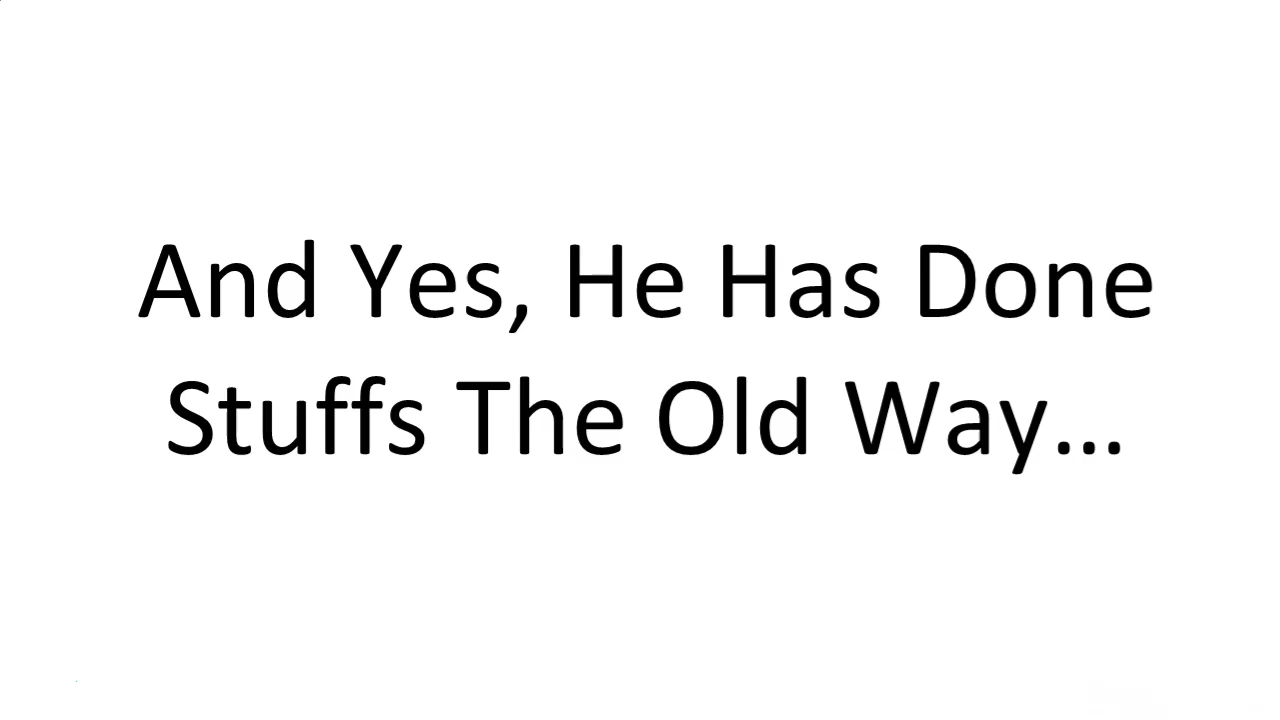 And Yes, He Has Done
Stuffs The Old Way...